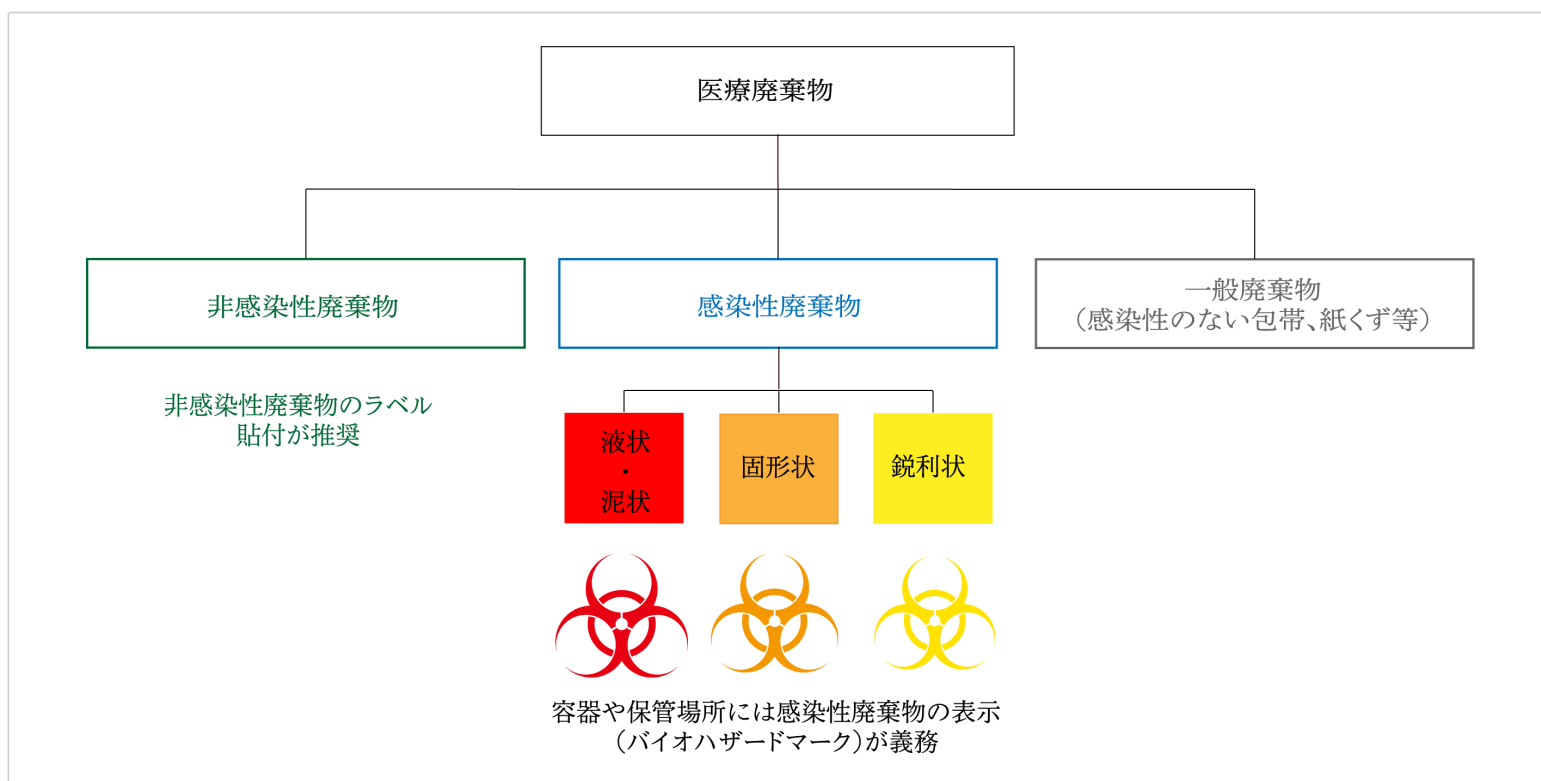 医療廃棄物
非感染性廃棄物
感染性廃棄物
一般廃棄物
（感染性のない包帯、紙くず等）
非感染性廃棄物のラベル
貼付が推奨
液状
・
泥状
固形状
鋭利状
容器や保管場所には感染性廃棄物の表示
（バイオハザードマーク）が義務